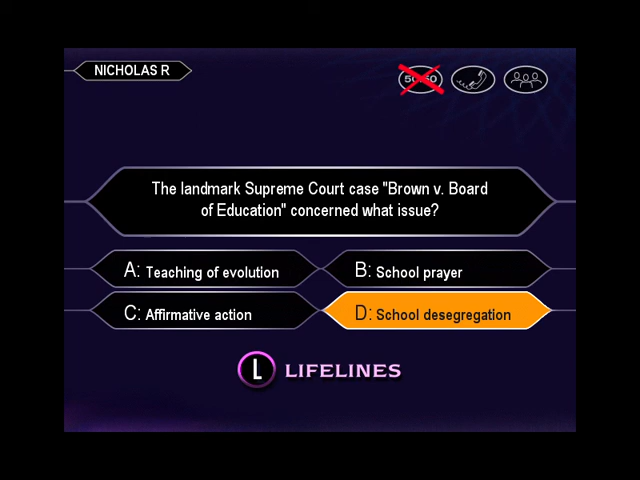 NICHOLAS R
50:50
The landmark Supreme Court case "Brown v. Board
of Education" concerned what issue?
A: Teaching of evolution
B: School prayer
C: Affirmative action
D: School desegregation
L LIFELINES